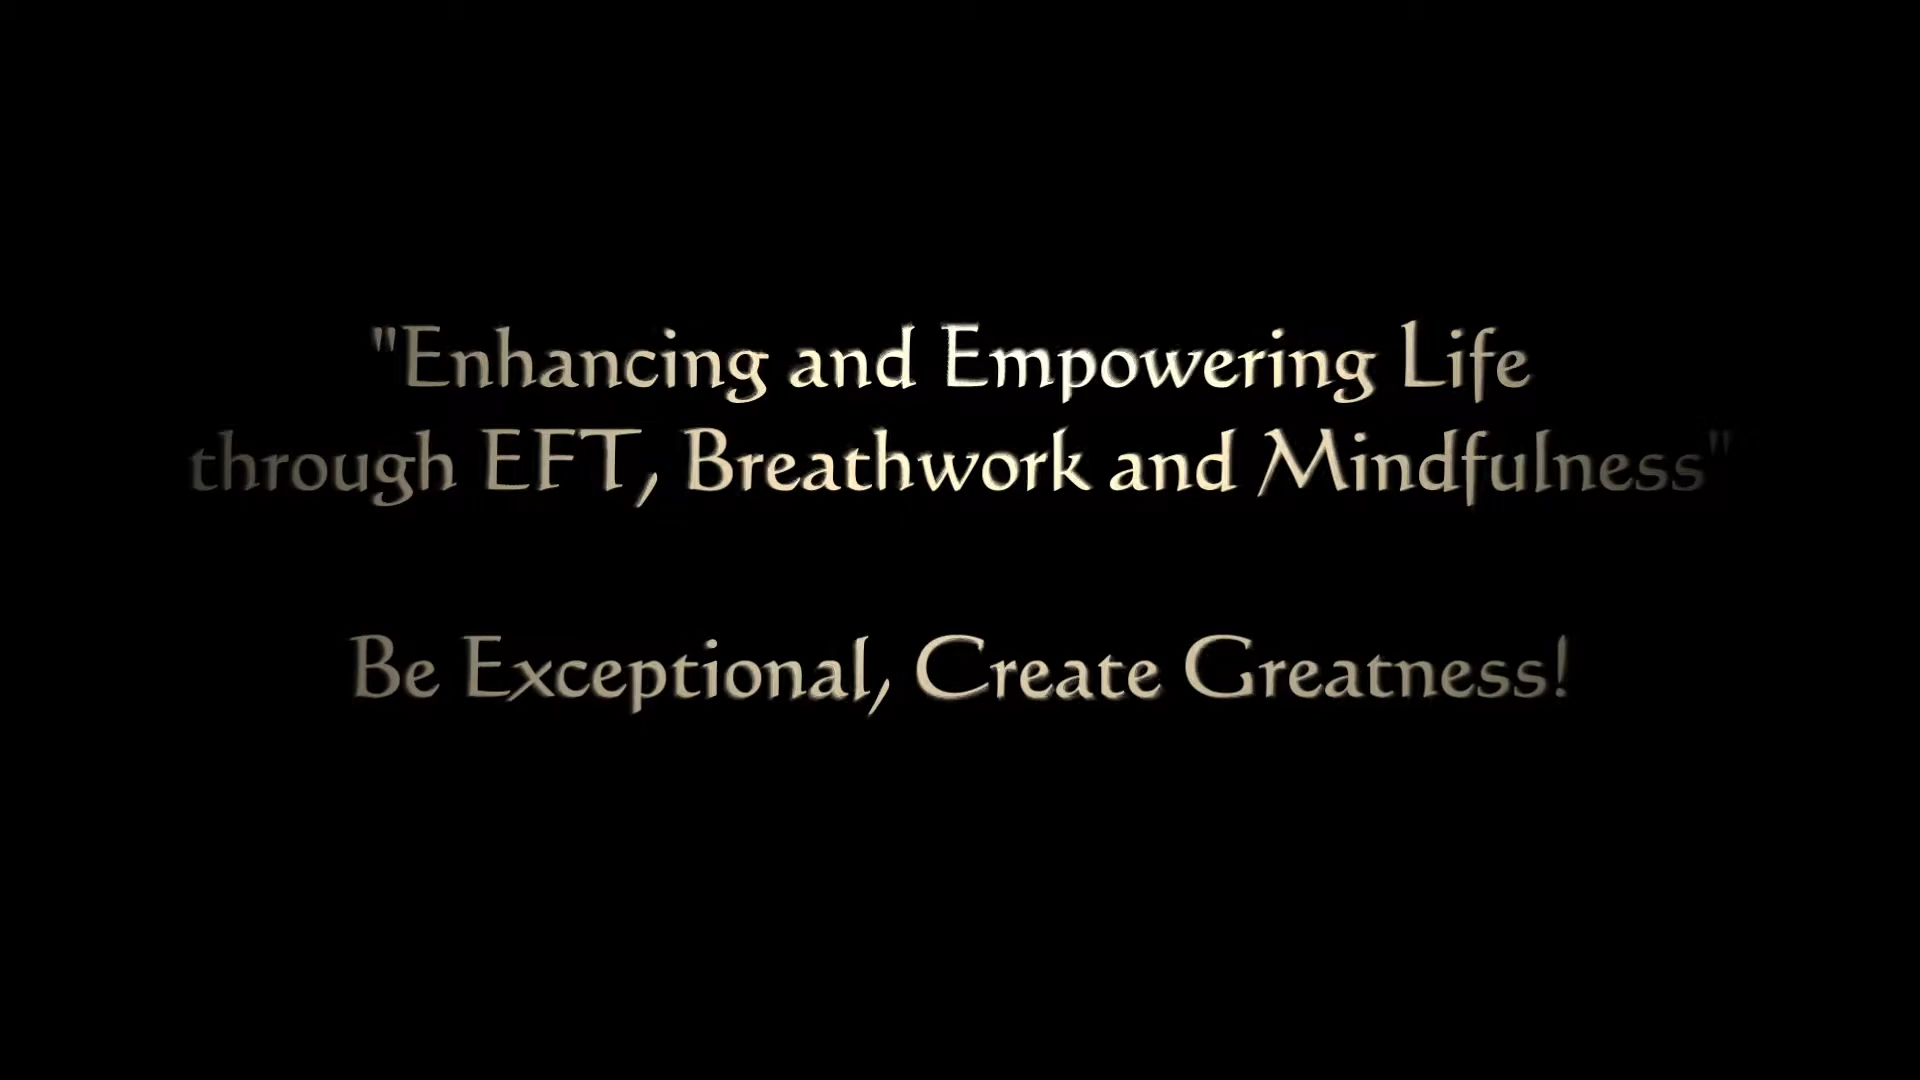 "Enhancing and Empowering Life
through EFT, Breathwork and Mindfulness"
Be Exceptional, Create Greatness!